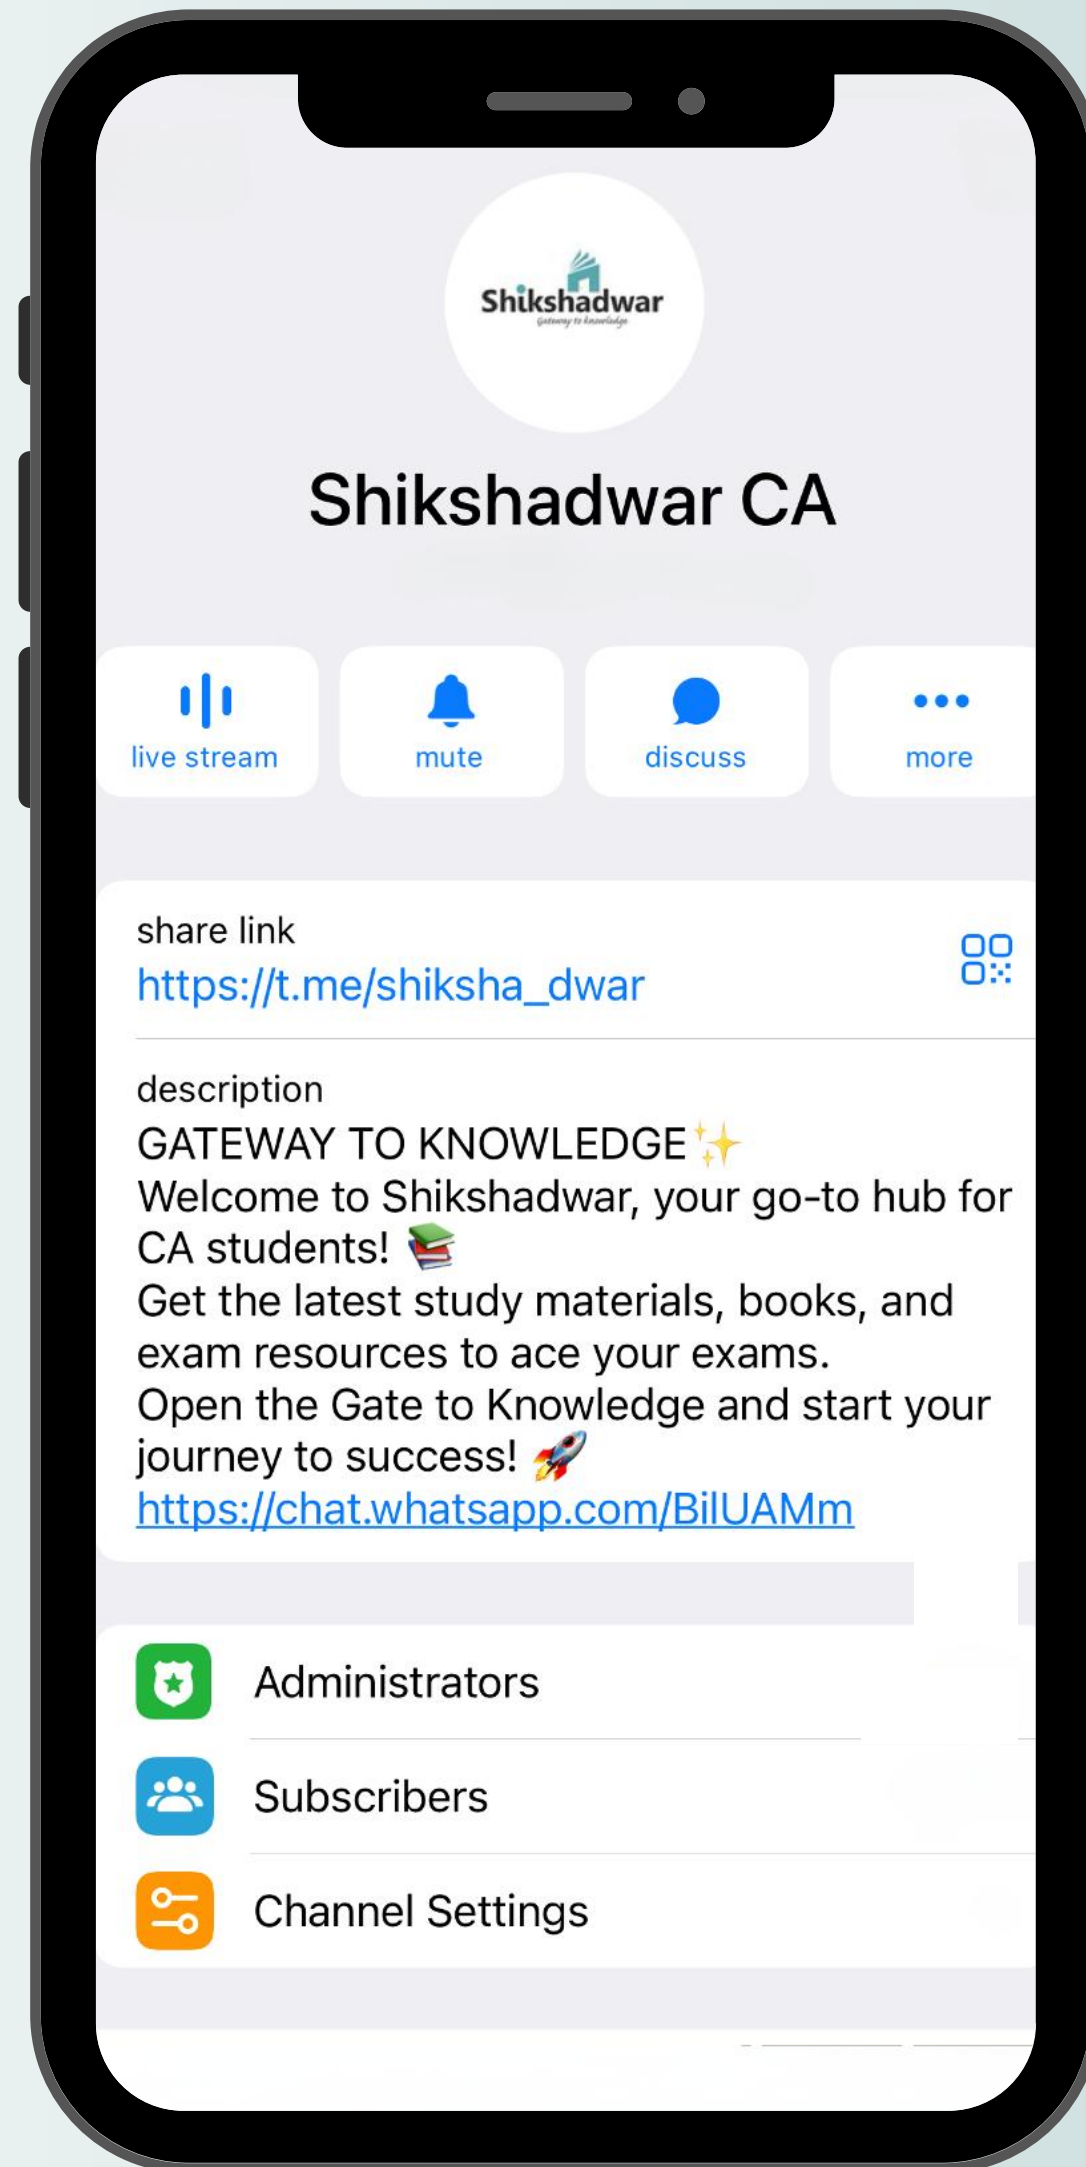 Shikshadwar
Gateway to knowledge
Shikshadwar CA
live stream
mute
discuss
more
share link
https://t.me/shiksha_dwar
description
GATEWAY TO KNOWLEDGE✨
Welcome to Shikshadwar, your go-to hub for
CA students! 📚
Get the latest study materials, books, and
exam resources to ace your exams.
Open the Gate to Knowledge and start your
journey to success! 🚀
https://chat.whatsapp.com/BilUAMm
Administrators
Subscribers
Channel Settings